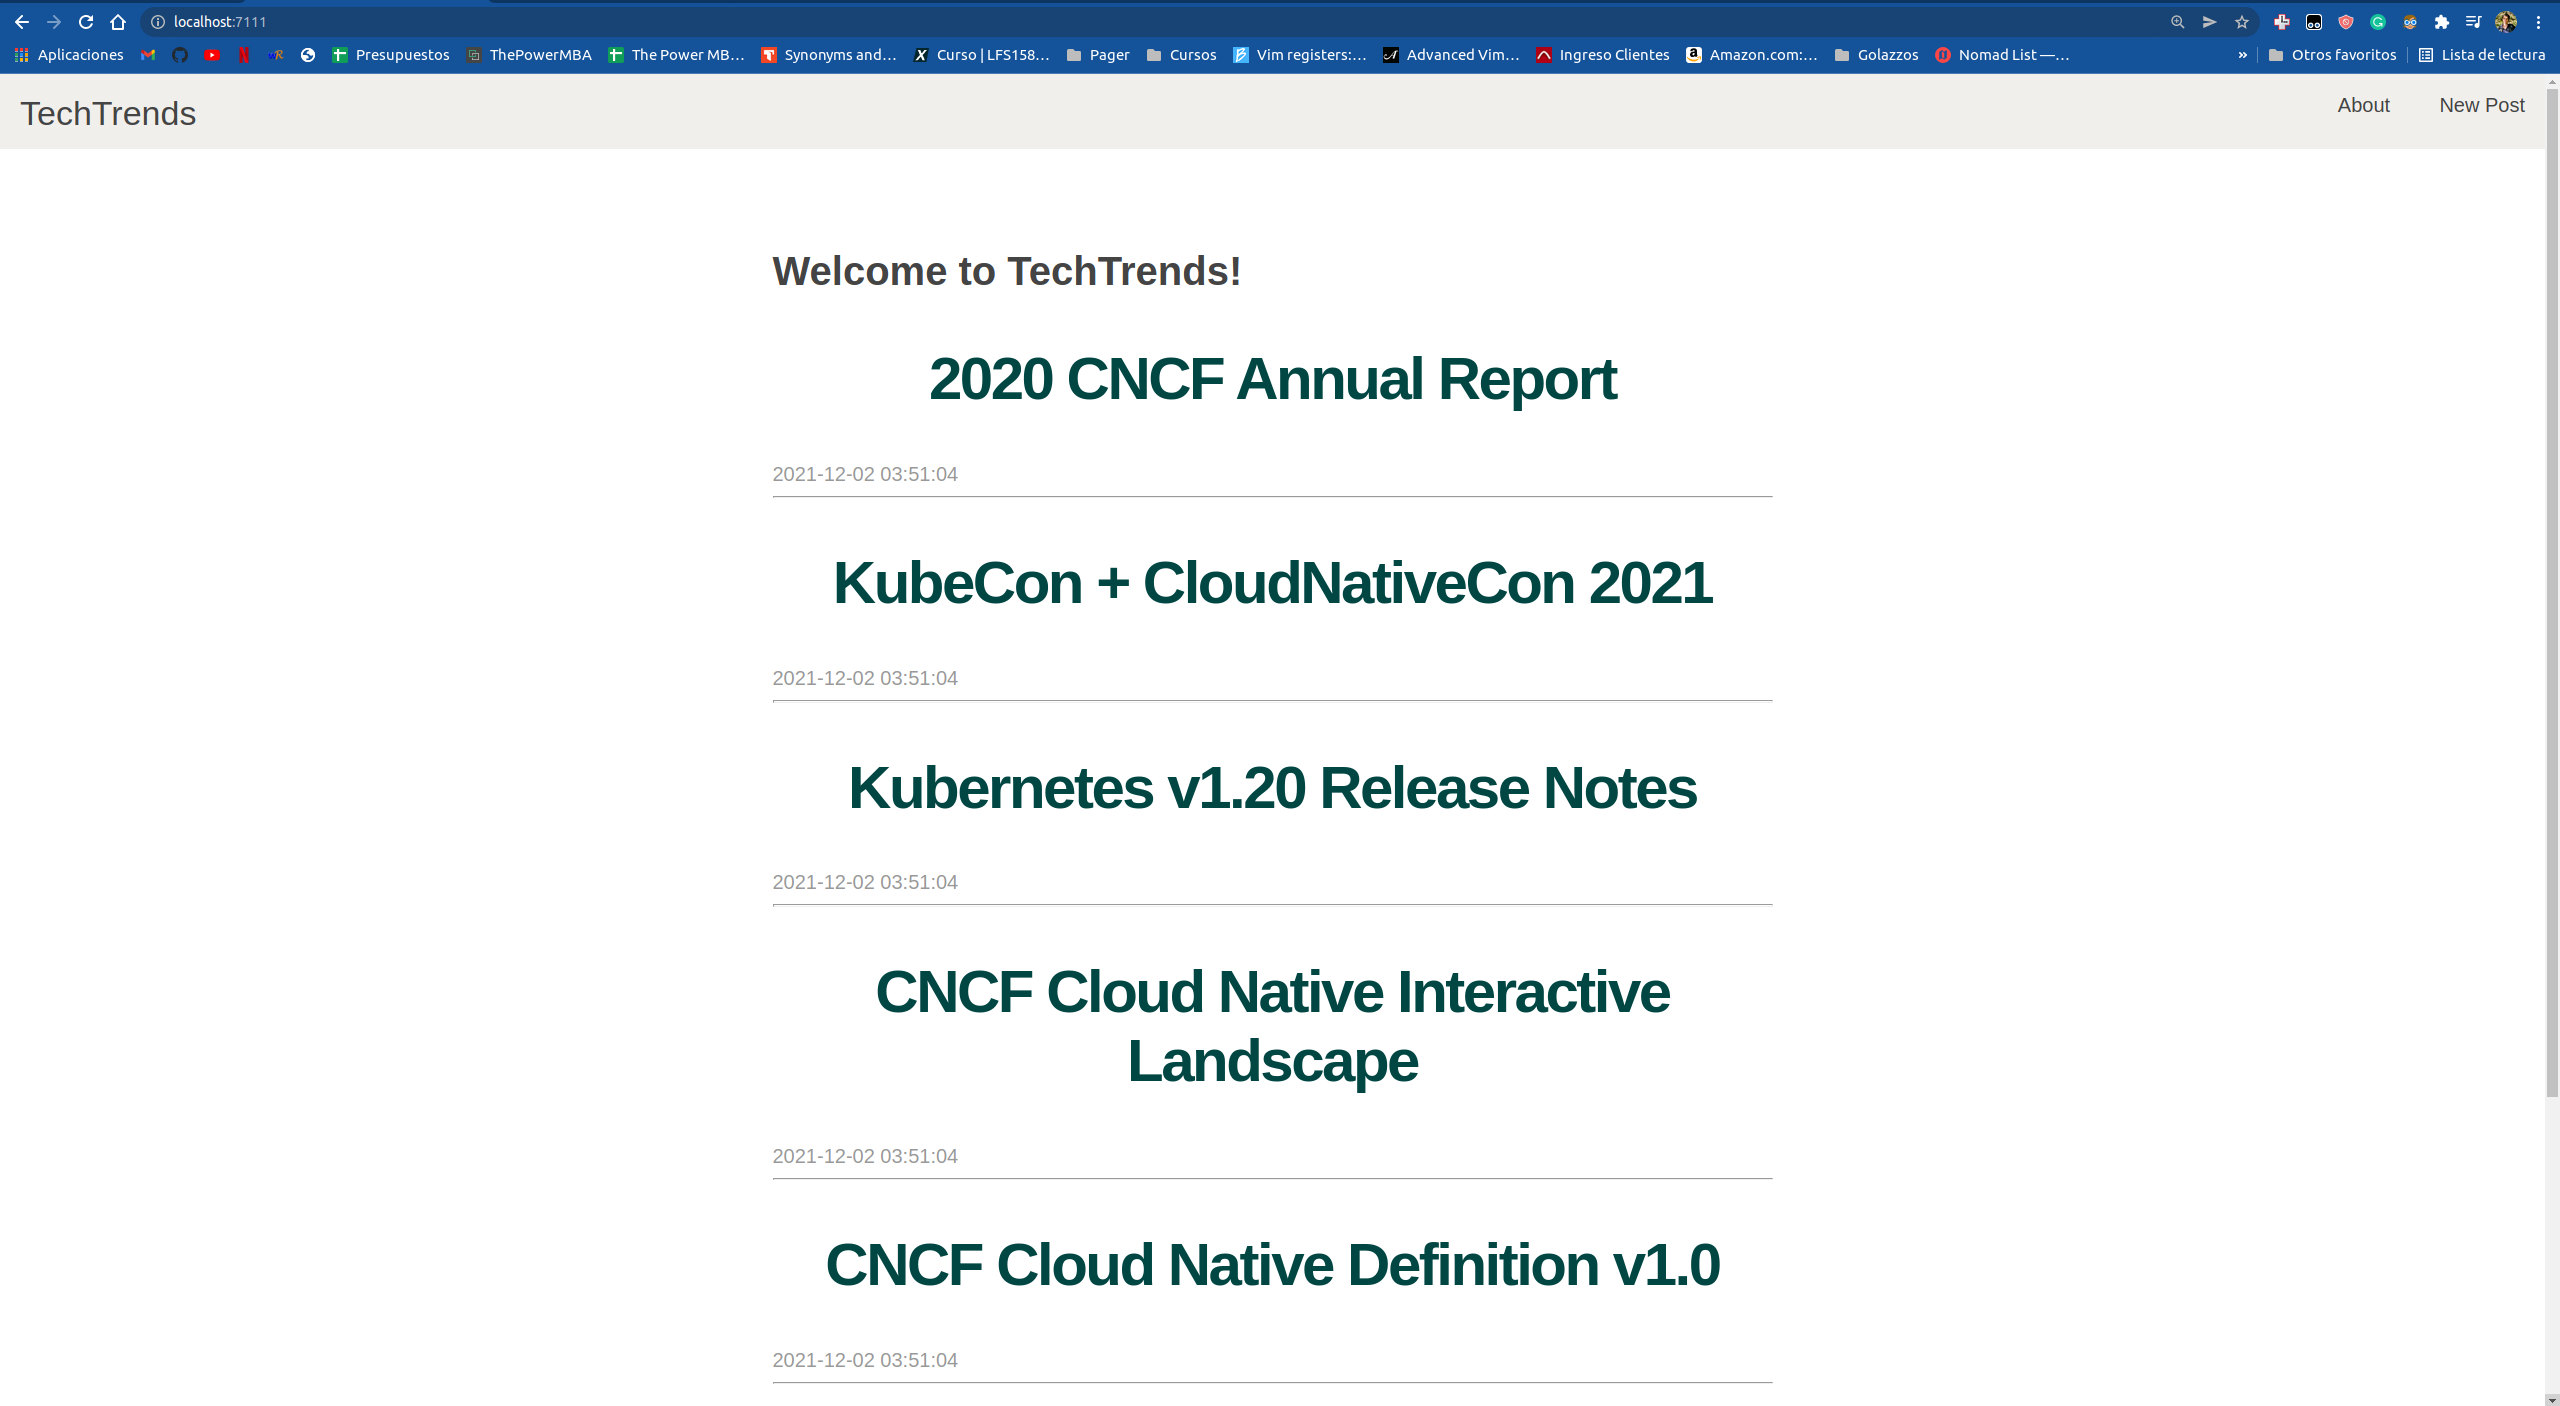 localhost:7111
Aplicaciones Presupuestos ThePowerMBA The Power MB... Synonyms and... Curso | LFS158... Pager Cursos Vim registers:... Advanced Vim... Ingreso Clientes Amazon.com:... Golazzos Nomad List —... » Otros favoritos Lista de lectura
TechTrends About New Post
Welcome to TechTrends!
2020 CNCF Annual Report
2021-12-02 03:51:04
KubeCon + CloudNativeCon 2021
2021-12-02 03:51:04
Kubernetes v1.20 Release Notes
2021-12-02 03:51:04
CNCF Cloud Native Interactive
Landscape
2021-12-02 03:51:04
CNCF Cloud Native Definition v1.0
2021-12-02 03:51:04